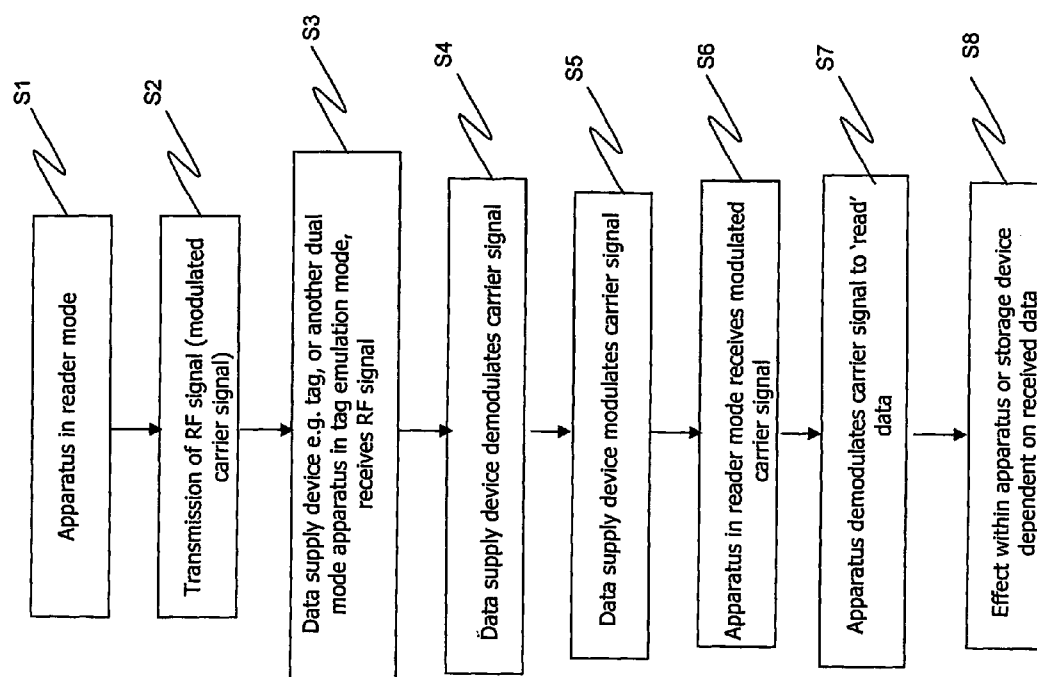 Apparatus in reader mode
S1
Transmission of RF signal (modulated
carrier signal)
S2
Data supply device e.g. tag, or another dual
mode apparatus in tag emulation mode,
receives RF signal
S3
Data supply device demodulates carrier signal
S4
Data supply device modulates carrier signal
S5
Apparatus in reader mode receives modulated
carrier signal
S6
Apparatus demodulates carrier signal to ‘read’
data
S7
Effect within apparatus or storage device
dependent on received data
S8